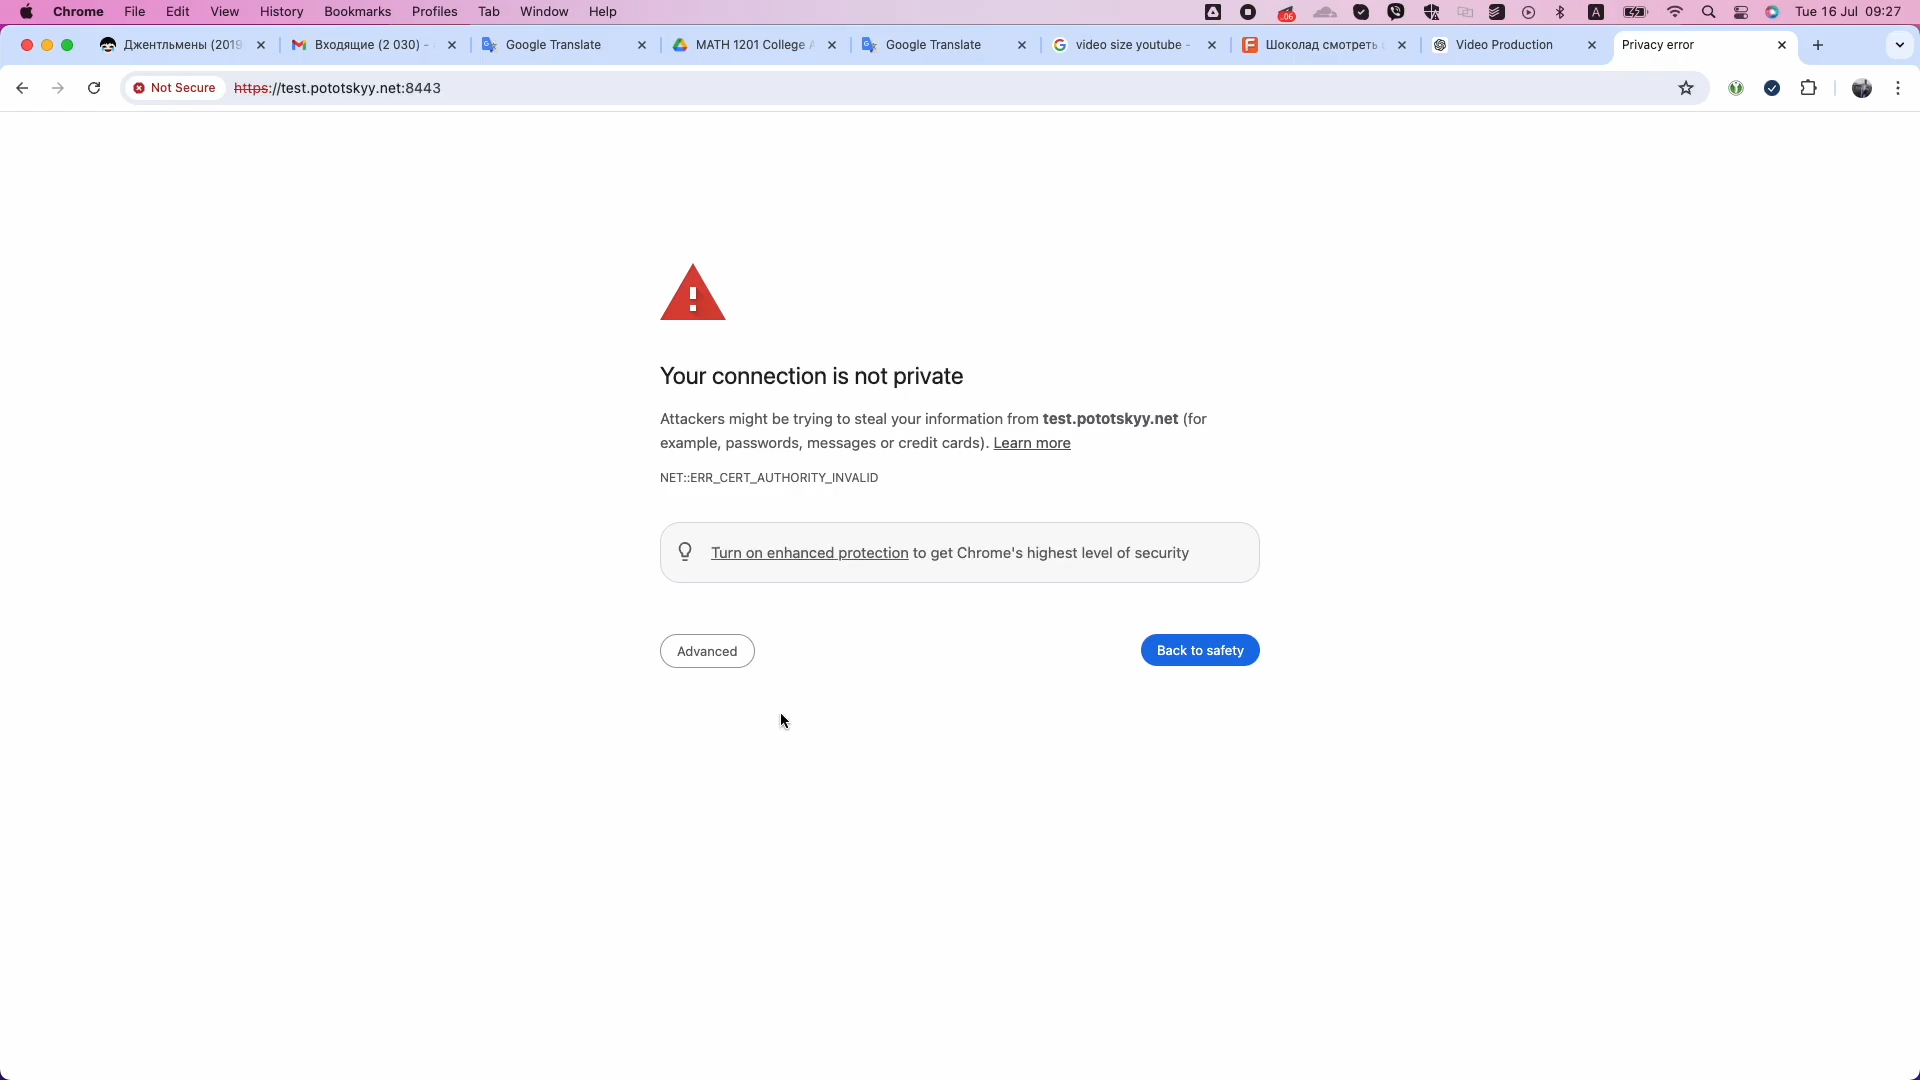 Chrome File Edit View History Bookmarks Profiles Tab Window Help
.06
A
Tue 16 Jul 09:27
Джентльмены (2019
Входящие (2 030) -
Google Translate
MATH 1201 College A
Google Translate
video size youtube -
Шоколад смотреть
Video Production
Privacy error
Not Secure
https://test.pototskyy.net:8443
Your connection is not private
Attackers might be trying to steal your information from test.pototskyy.net (for
example, passwords, messages or credit cards). Learn more
NET::ERR_CERT_AUTHORITY_INVALID
Turn on enhanced protection to get Chrome's highest level of security
Advanced
Back to safety